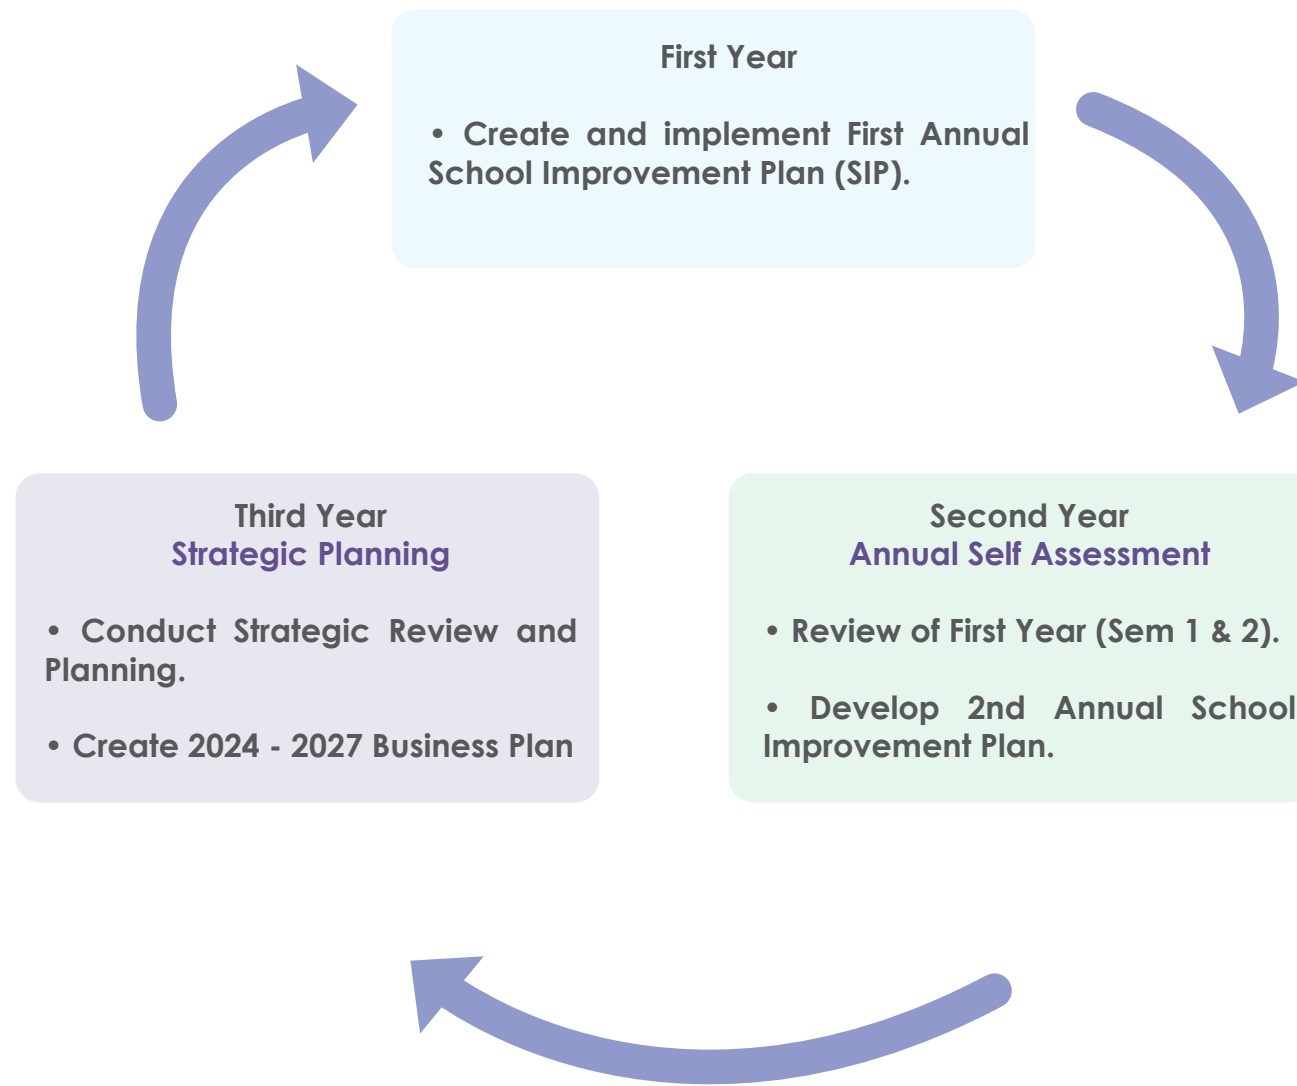 First Year
• Create and implement First Annual
School Improvement Plan (SIP).
Third Year
Strategic Planning
• Conduct Strategic Review and
Planning.
• Create 2024 - 2027 Business Plan
Second Year
Annual Self Assessment
• Review of First Year (Sem 1 & 2).
• Develop 2nd Annual School
Improvement Plan.